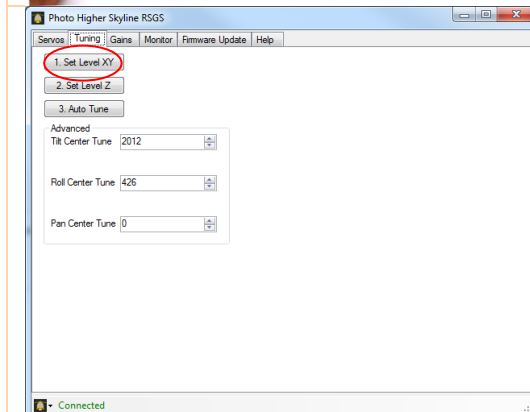 Photo Higher Skyline RSGS
Servos Tuning Gains Monitor Firmware Update Help
1. Set Level XY
2. Set Level Z
3. Auto Tune
Advanced
Tilt Center Tune 2012
Roll Center Tune 426
Pan Center Tune 0
Connected